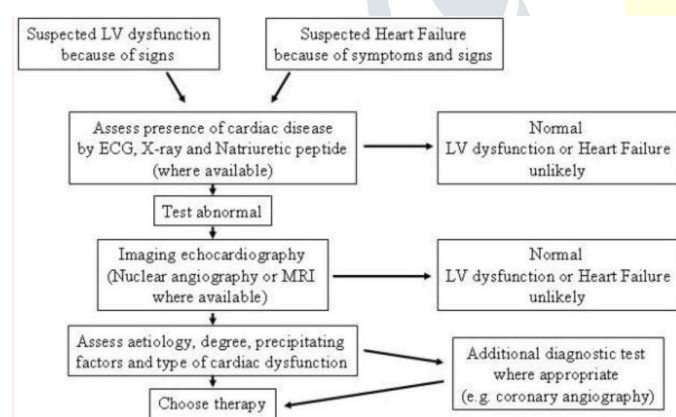 Suspected LV dysfunction
because of signs
Suspected Heart Failure
because of symptoms and signs
Assess presence of cardiac disease
by ECG, X-ray and Natriuretic peptide
(where available)
Normal
LV dysfunction or Heart Failure
unlikely
Test abnormal
Imaging echocardiography
(Nuclear angiography or MRI
where available)
Normal
LV dysfunction or Heart Failure
unlikely
Assess aetiology, degree, precipitating
factors and type of cardiac dysfunction
Additional diagnostic test
where appropriate
(e.g. coronary angiography)
Choose therapy